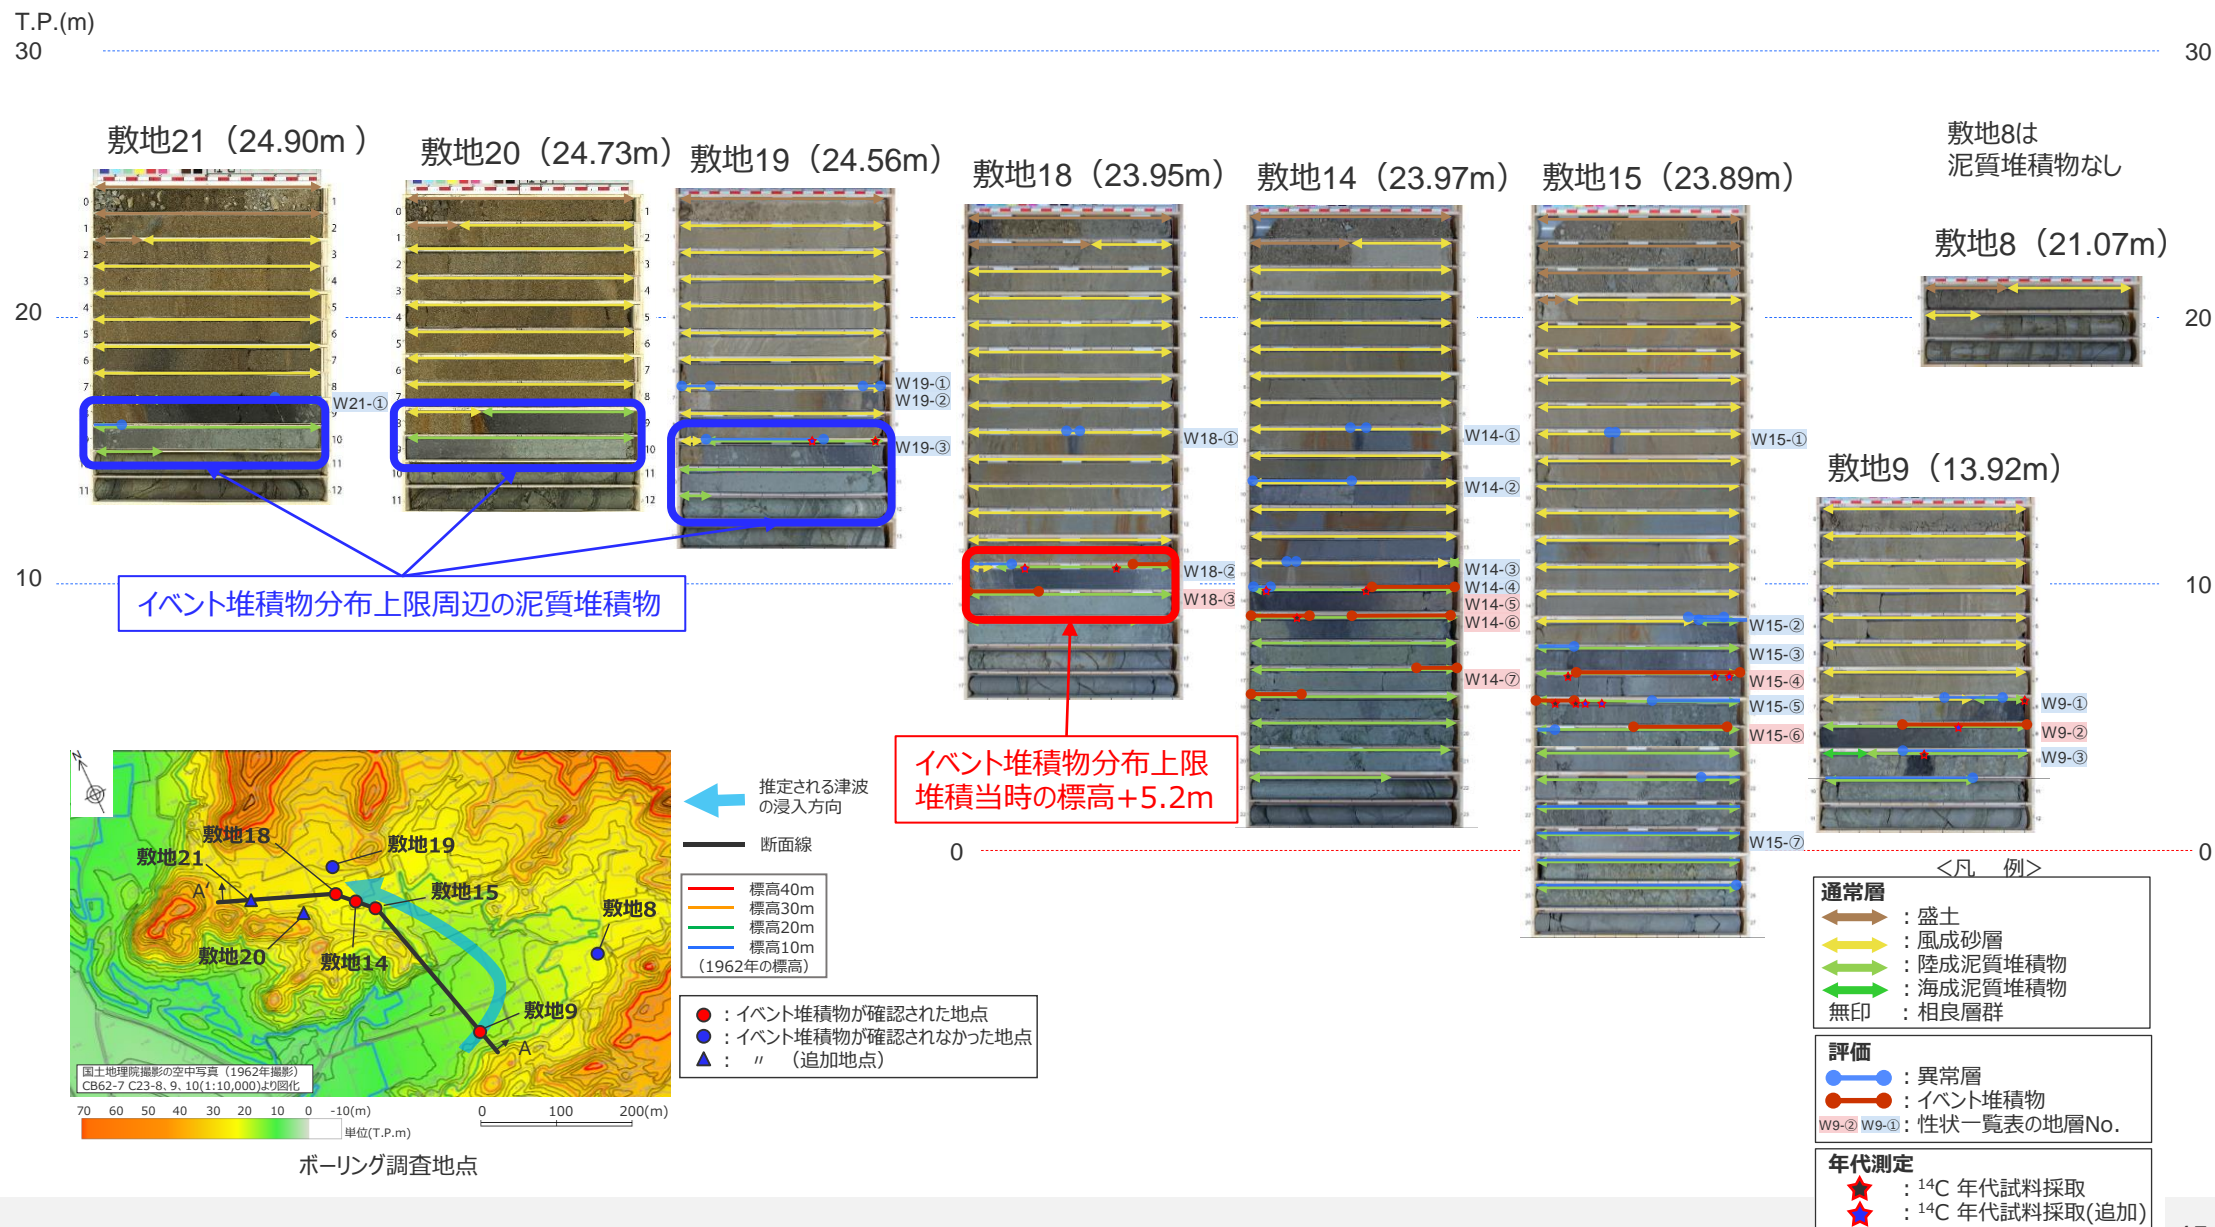 T.P.(m)
30
30
敷地21（24.90m ）
敷地20（24.73m）
敷地19（24.56m）
敷地18（23.95m）
敷地14（23.97m）
敷地15（23.89m）
敷地8は
泥質堆積物なし
敷地8（21.07m）
20
20
W21-①
W19-①
W19-②
W19-③
W18-①
W18-②
W18-③
W14-①
W14-②
W14-③
W14-④
W14-⑤
W14-⑥
W14-⑦
W15-①
W15-②
W15-③
W15-④
W15-⑤
W15-⑥
W15-⑦
敷地9（13.92m）
W9-①
W9-②
W9-③
10
10
イベント堆積物分布上限周辺の泥質堆積物
イベント堆積物分布上限
堆積当時の標高+5.2m
0
0
N
敷地18
敷地19
敷地21
A'
敷地15
敷地8
敷地20
敷地14
敷地9
A
国土地理院撮影の空中写真（1962年撮影）
CB62-7 C23-8、9、10(1:10,000)より図化
70 60 50 40 30 20 10 0 -10(m)
単位(T.P.m)
0 100 200(m)
ボーリング調査地点
推定される津波
の浸入方向
断面線
標高40m
標高30m
標高20m
標高10m
（1962年の標高）
：イベント堆積物が確認された地点
：イベント堆積物が確認されなかった地点
： 〃 （追加地点）
＜凡 例＞
通常層
：盛土
：風成砂層
：陸成泥質堆積物
：海成泥質堆積物
無印 ：相良層群
評価
：異常層
：イベント堆積物
W9-② W9-①：性状一覧表の地層No.
年代測定
：14C 年代試料採取
：14C 年代試料採取(追加)